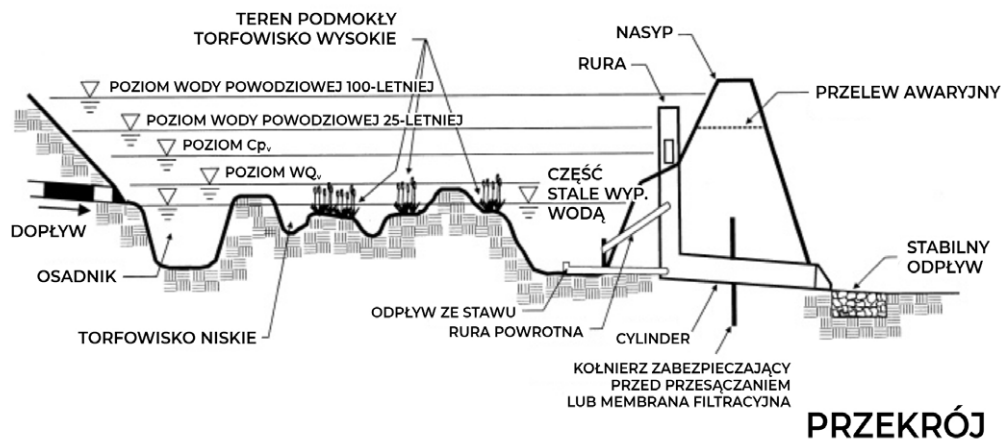 TEREN PODMOKŁY
TORFOWISKO WYSOKIE
NASYP
RURA
POZIOM WODY POWODZIOWEJ 100-LETNIEJ
PRZELEW AWARYJNY
POZIOM WODY POWODZIOWEJ 25-LETNIEJ
POZIOM Cpᵥ
POZIOM WQᵥ
CZĘŚĆ
STALE WYP.
WODĄ
DOPŁYW
OSADNIK
STABILNY
ODPŁYW
ODPŁYW ZE STAWU
RURA POWROTNA
TORFOWISKO NISKIE
CYLINDER
KOŁNIERZ ZABEZPIECZAJĄCY
PRZED PRZESĄCZANIEM
LUB MEMBRANA FILTRACYJNA
PRZEKRÓJ